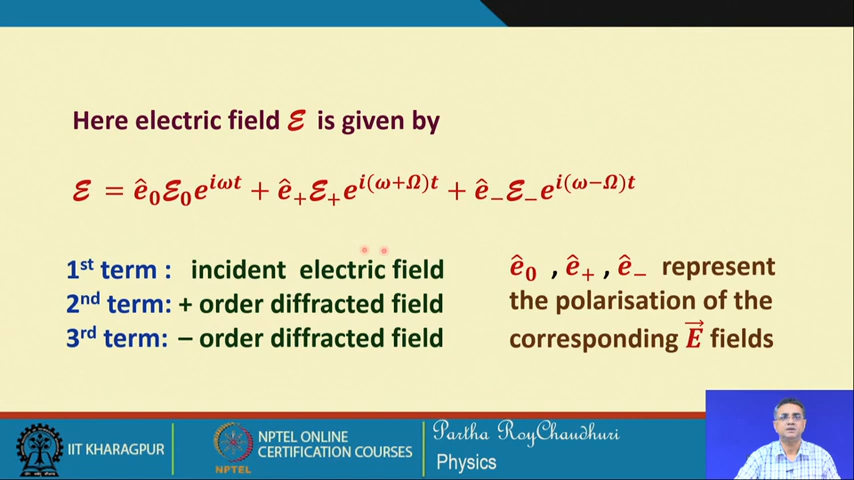 Here electric field ℰ is given by
ℰ = ê₀ℰ₀e^{iωt} + ê₊ℰ₊e^{i(ω+Ω)t} + ê₋ℰ₋e^{i(ω−Ω)t}
1st term : incident electric field
2nd term: + order diffracted field
3rd term: – order diffracted field
ê₀ , ê₊ , ê₋ represent
the polarisation of the
corresponding E⃗ fields
IIT KHARAGPUR
NPTEL
NPTEL ONLINE
CERTIFICATION COURSES
Partha RoyChaudhuri
Physics